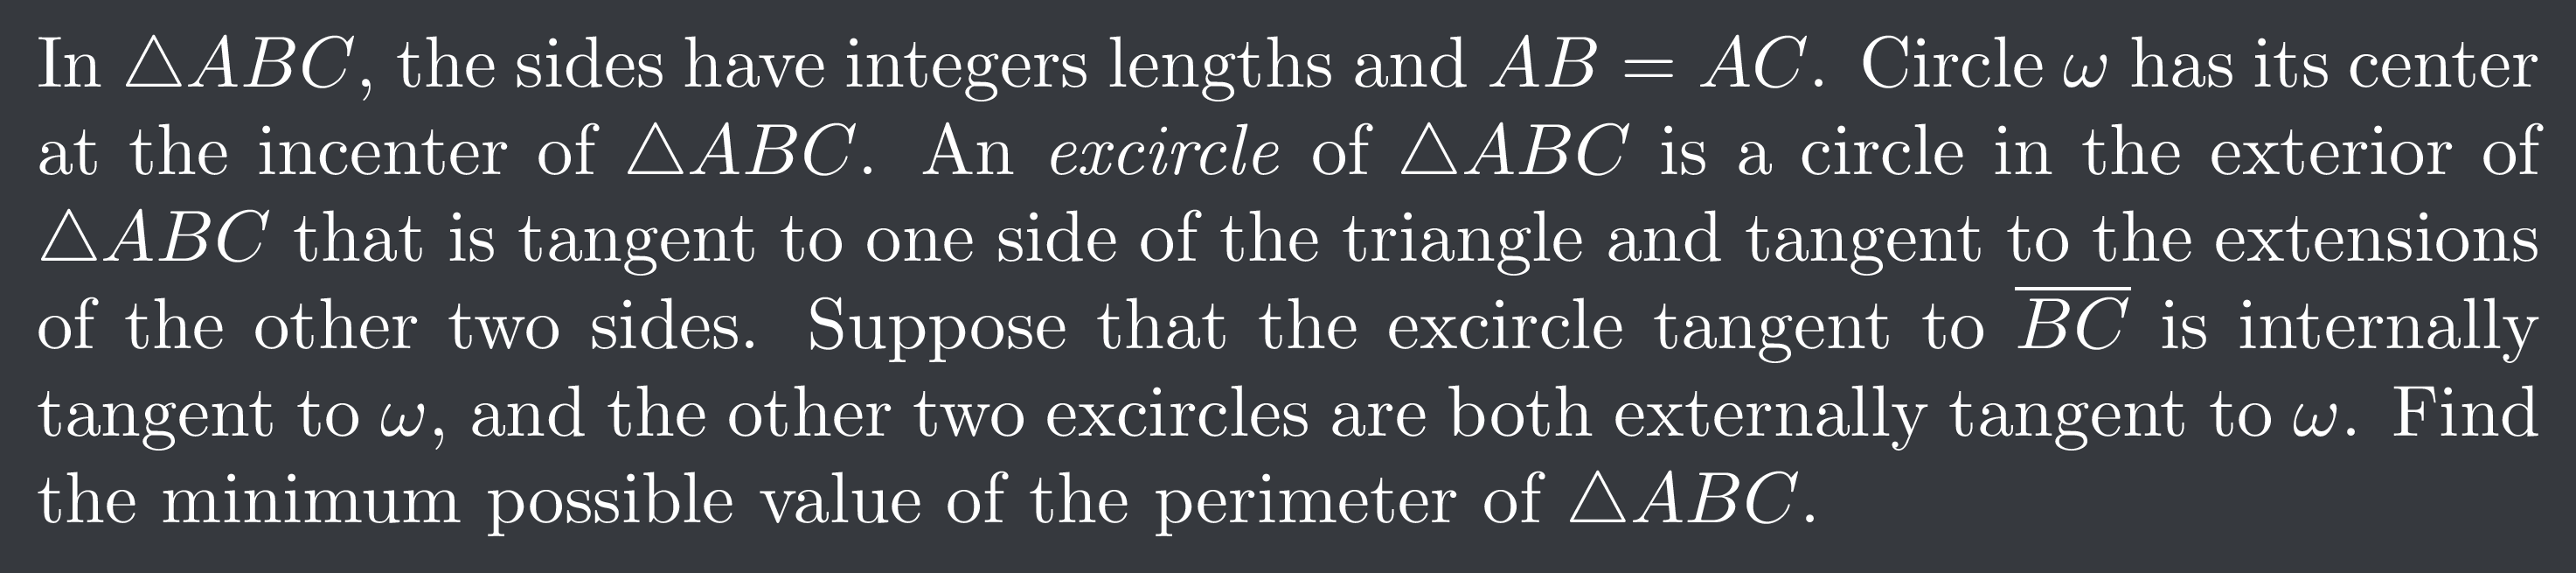 In △ABC, the sides have integers lengths and AB = AC. Circle ω has its center
at the incenter of △ABC. An excircle of △ABC is a circle in the exterior of
△ABC that is tangent to one side of the triangle and tangent to the extensions
of the other two sides. Suppose that the excircle tangent to $\overline{BC}$ is internally
tangent to ω, and the other two excircles are both externally tangent to ω. Find
the minimum possible value of the perimeter of △ABC.